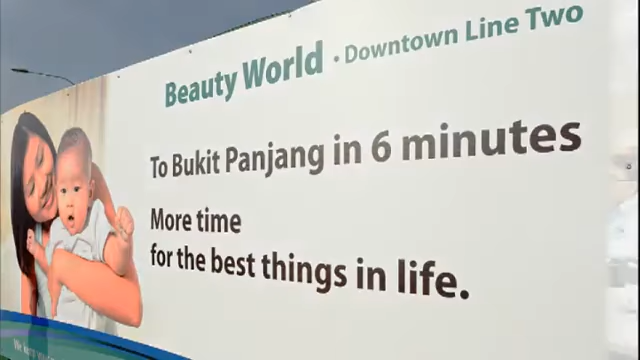 Beauty World • Downtown Line Two
To Bukit Panjang in 6 minutes
More time
for the best things in life.